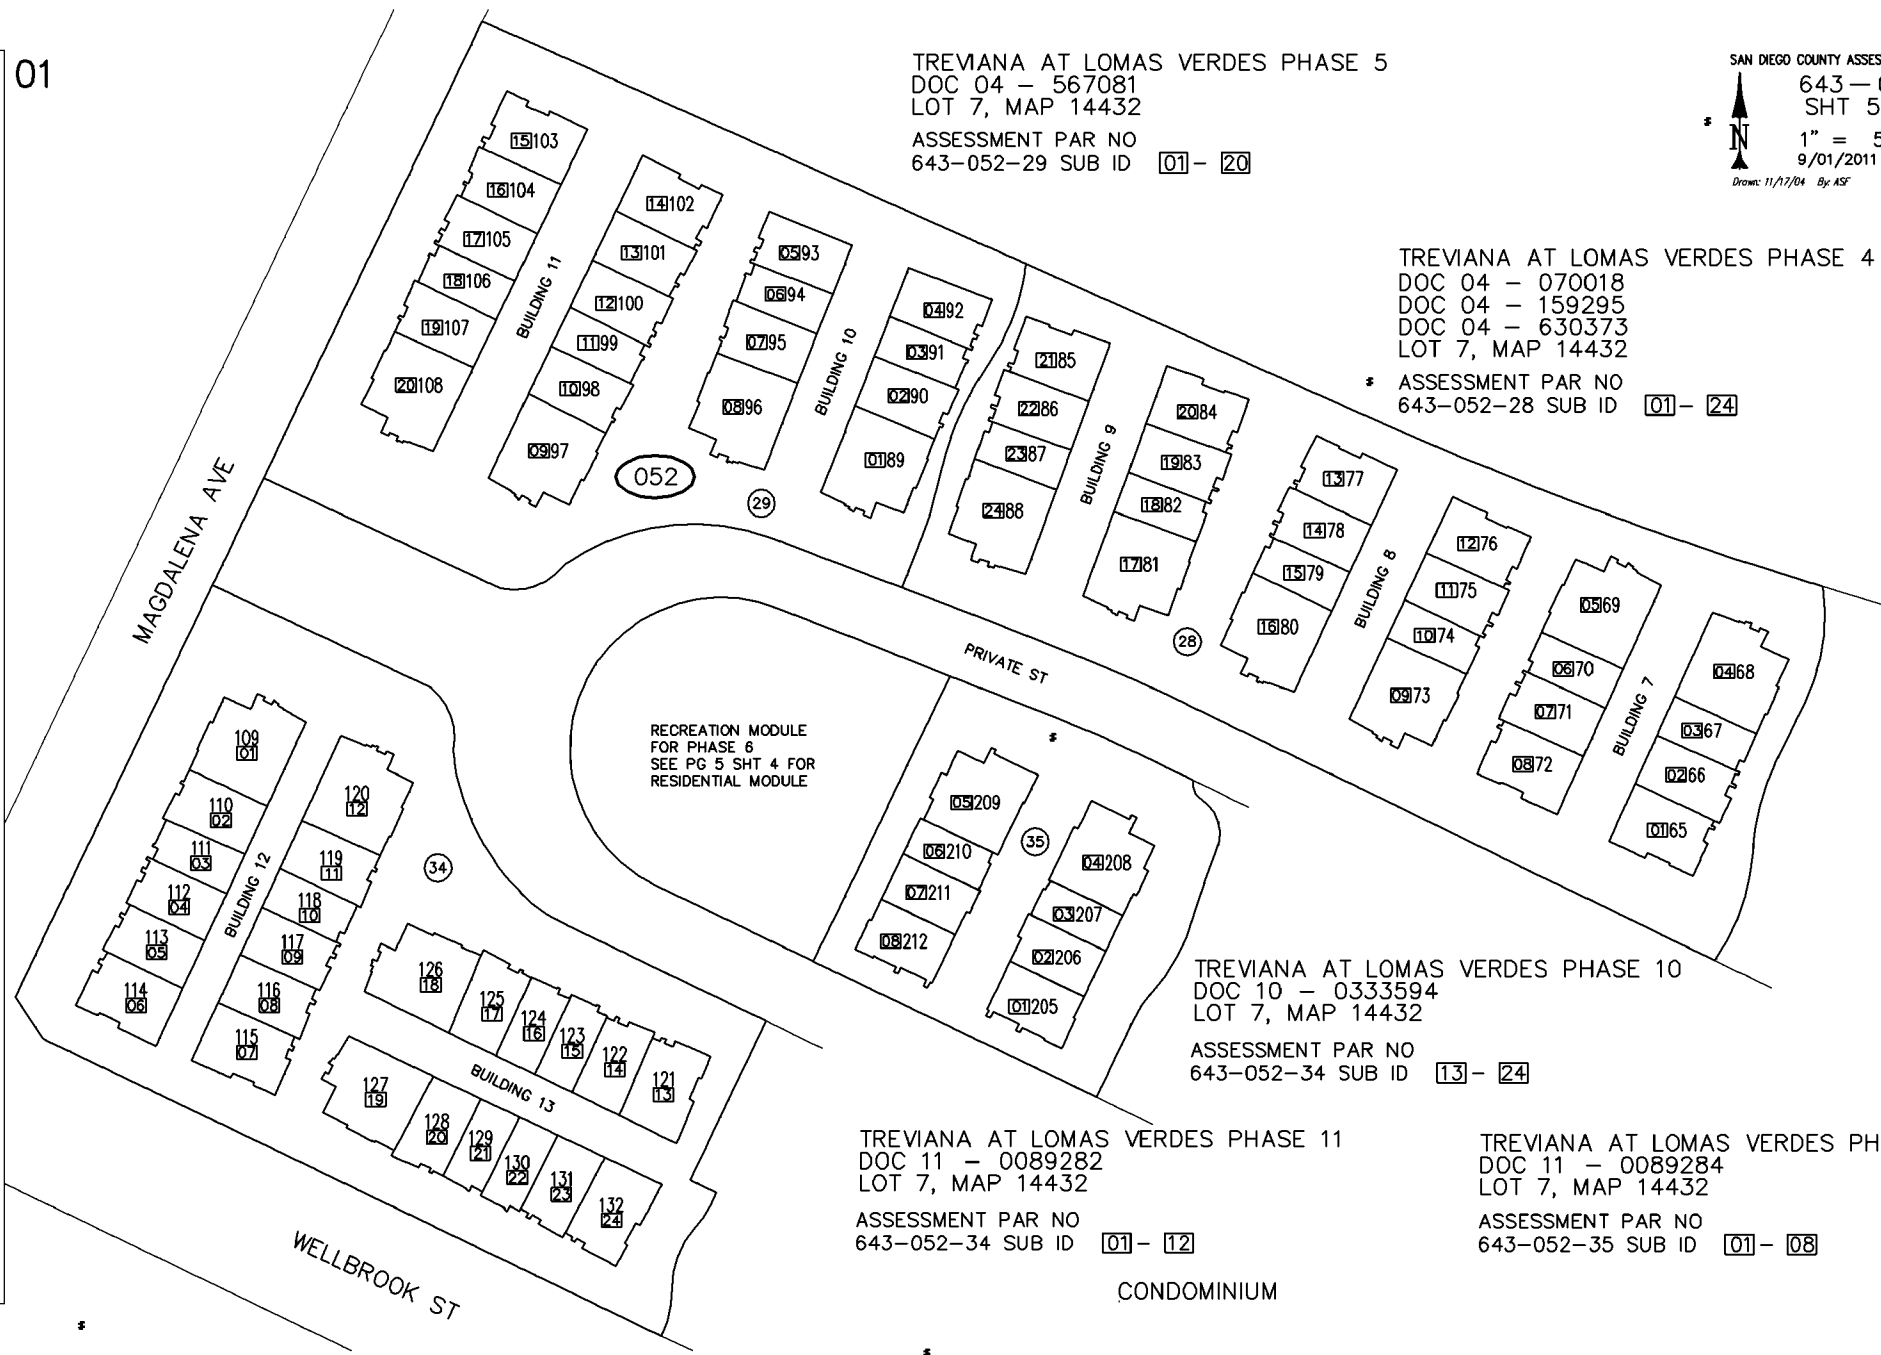 01
TREVIANA AT LOMAS VERDES PHASE 5
DOC 04 – 567081
LOT 7, MAP 14432
ASSESSMENT PAR NO
643–052–29 SUB ID 01 – 20
SAN DIEGO COUNTY
643 –
SHT 5
1" =
N
9/01/2011
Drawn: 11/17/04 By: ASF
TREVIANA AT LOMAS VERDES PHASE 4
DOC 04 – 070018
DOC 04 – 159295
DOC 04 – 630373
LOT 7, MAP 14432
ASSESSMENT PAR NO
643–052–28 SUB ID 01 – 24
15 103
16 104
17 105
18 106
19 107
20 108
BUILDING 11
14 102
13 101
12 100
11 99
10 98
09 97
05 93
06 94
07 95
08 96
BUILDING 10
04 92
03 91
02 90
01 89
052
29
21 85
22 86
23 87
24 88
BUILDING 9
20 84
19 83
18 82
17 81
28
13 77
14 78
15 79
16 80
BUILDING 8
12 76
11 75
10 74
09 73
05 69
06 70
07 71
08 72
BUILDING 7
04 68
03 67
02 66
01 65
MAGDALENA AVE
PRIVATE ST
RECREATION MODULE
FOR PHASE 6
SEE PG 5 SHT 4 FOR
RESIDENTIAL MODULE
05 209
06 210
07 211
08 212
35
04 208
03 207
02 206
01 205
109
01
110
02
111
03
112
04
113
05
114
06
BUILDING 12
120
12
119
11
118
10
117
09
116
08
115
07
34
126
18
125
17
124
16
123
15
122
14
121
13
BUILDING 13
127
19
128
20
129
21
130
22
131
23
132
24
WELLBROOK ST
TREVIANA AT LOMAS VERDES PHASE 10
DOC 10 – 0333594
LOT 7, MAP 14432
ASSESSMENT PAR NO
643–052–34 SUB ID 13 – 24
TREVIANA AT LOMAS VERDES PHASE 11
DOC 11 – 0089282
LOT 7, MAP 14432
ASSESSMENT PAR NO
643–052–34 SUB ID 01 – 12
TREVIANA AT LOMAS VERDES PH
DOC 11 – 0089284
LOT 7, MAP 14432
ASSESSMENT PAR NO
643–052–35 SUB ID 01 – 08
CONDOMINIUM